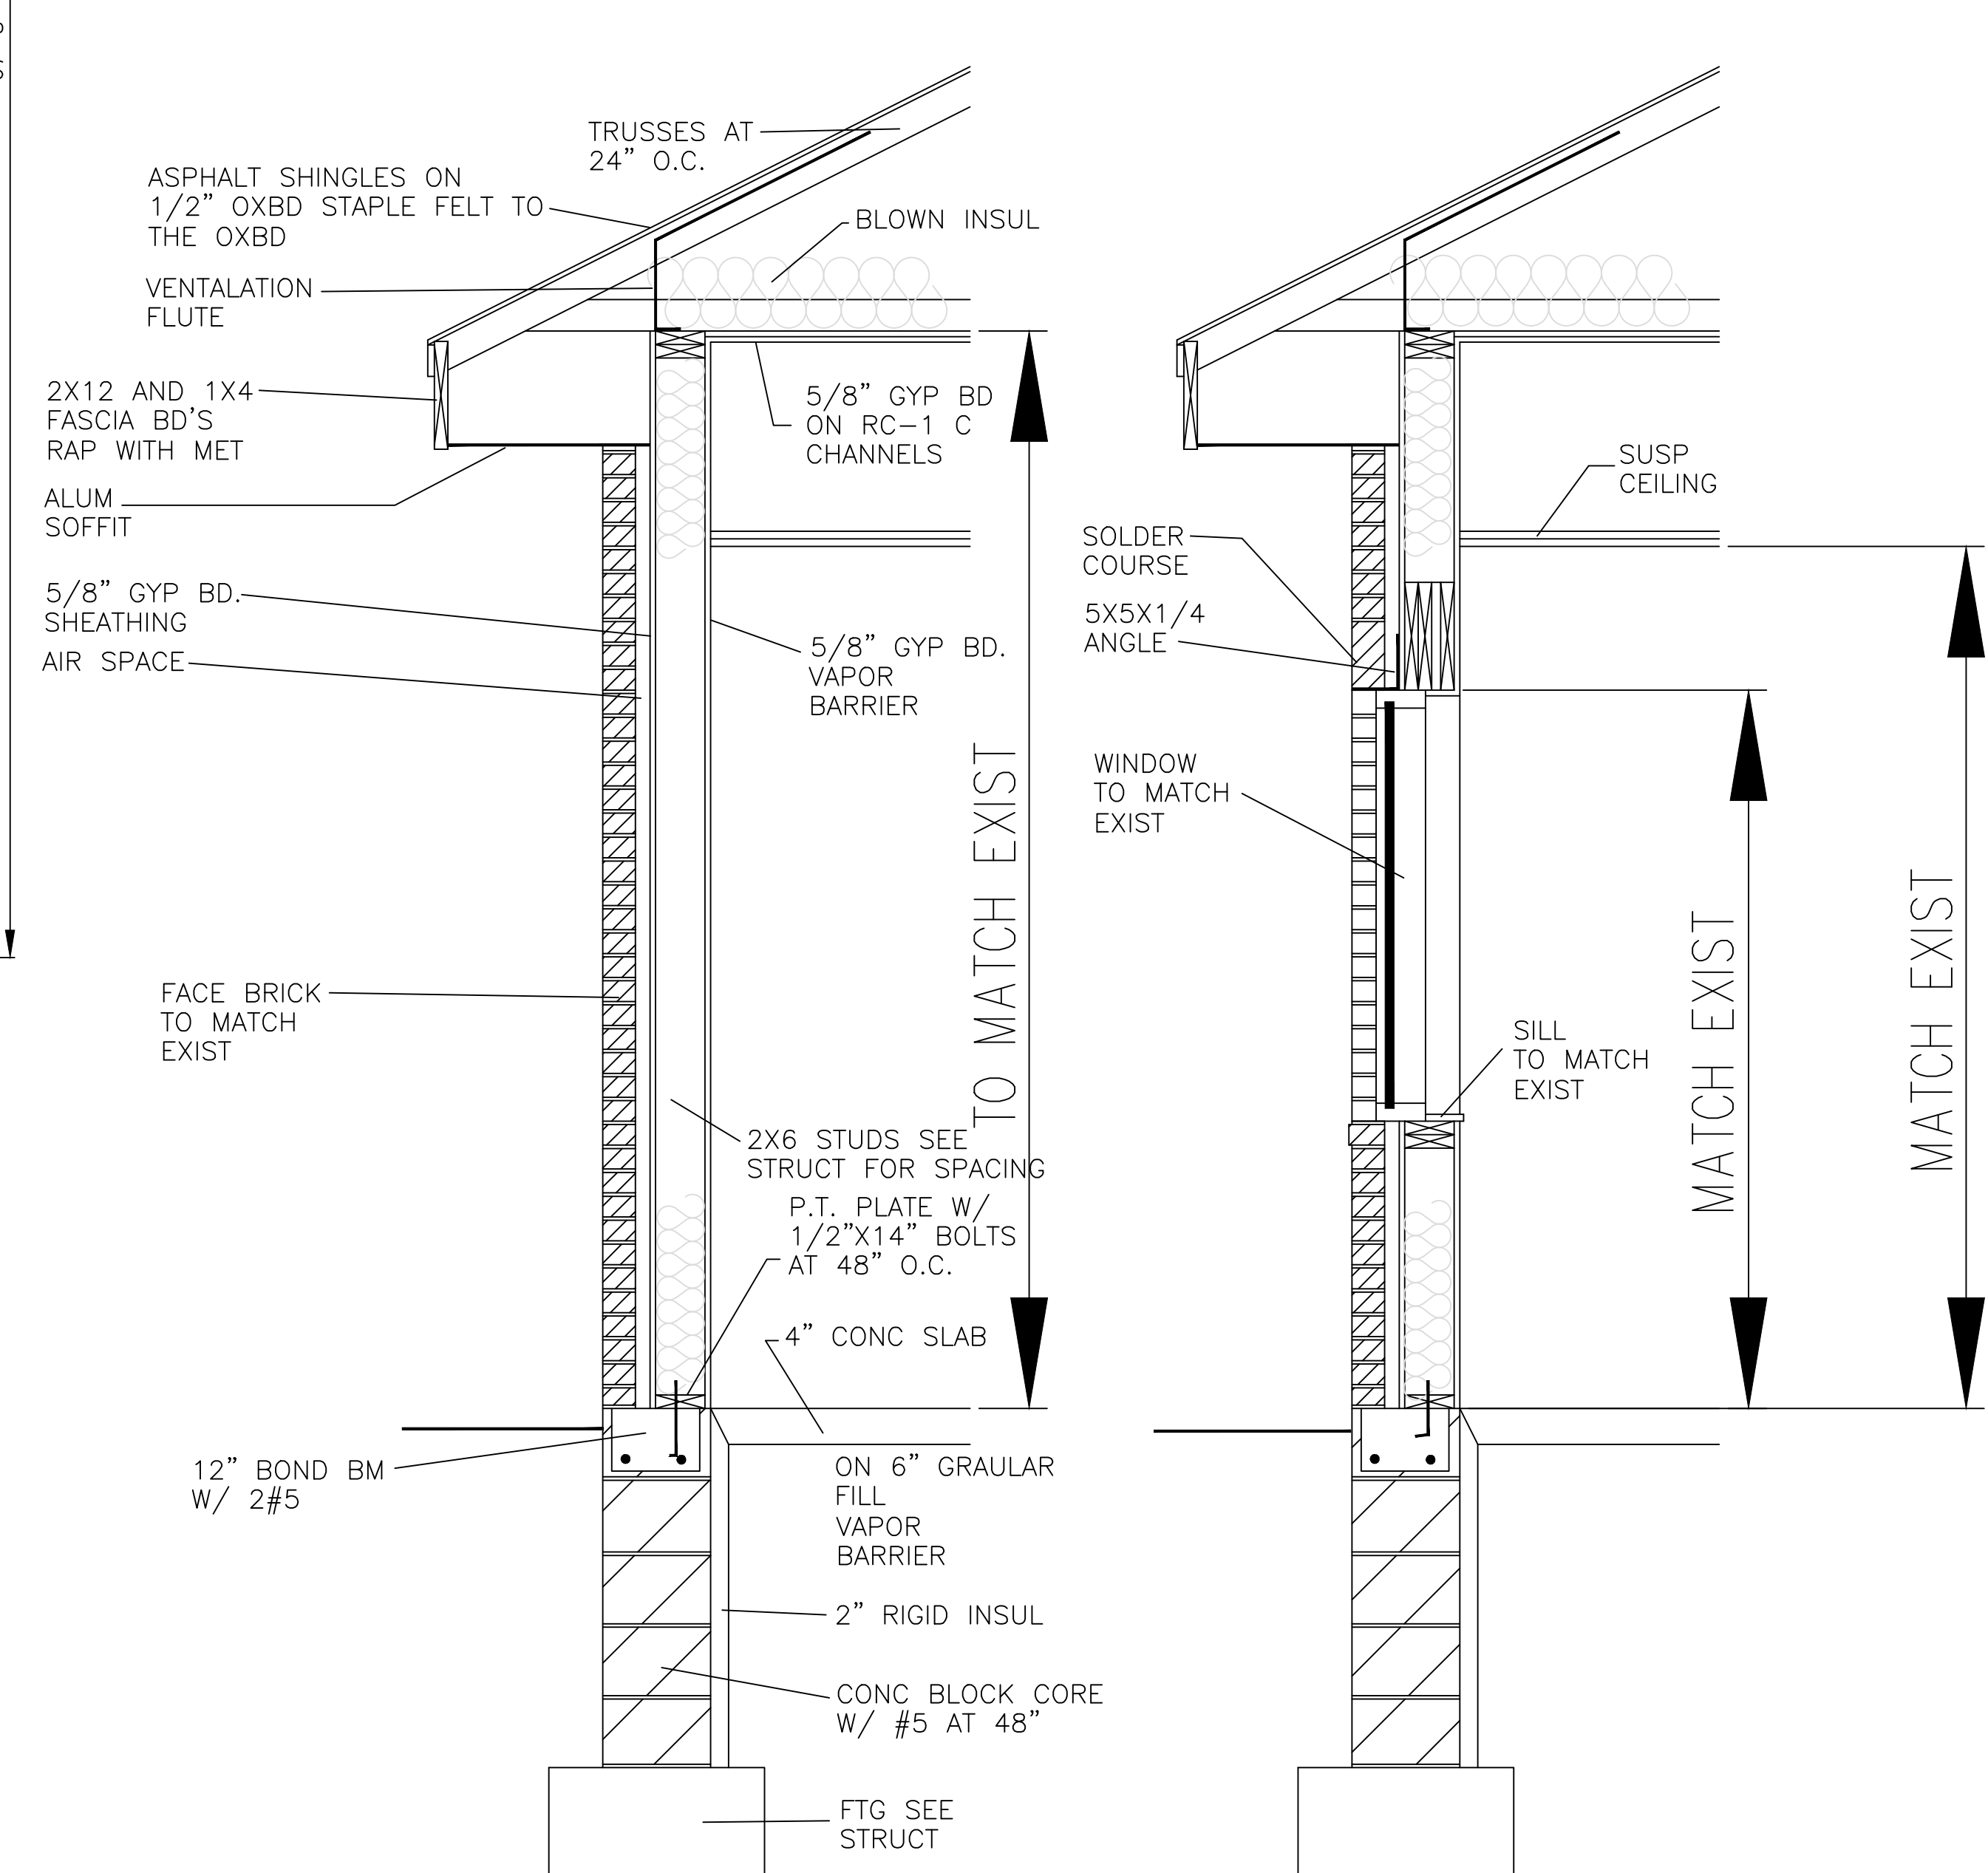 TRUSSES AT
24" O.C.
ASPHALT SHINGLES ON
1/2" OXBD STAPLE FELT TO
THE OXBD
BLOWN INSUL
VENTALATION
FLUTE
2X12 AND 1X4
FASCIA BD'S
RAP WITH MET
5/8" GYP BD
ON RC-1 C
CHANNELS
ALUM
SOFFIT
5/8" GYP BD.
SHEATHING
AIR SPACE
5/8" GYP BD.
VAPOR
BARRIER
TO MATCH EXIST
FACE BRICK
TO MATCH
EXIST
2X6 STUDS SEE
STRUCT FOR SPACING
P.T. PLATE W/
1/2"X14" BOLTS
AT 48" O.C.
4" CONC SLAB
12" BOND BM
W/ 2#5
ON 6" GRAULAR
FILL
VAPOR
BARRIER
2" RIGID INSUL
CONC BLOCK CORE
W/ #5 AT 48"
FTG SEE
STRUCT
SUSP
CEILING
SOLDER
COURSE
5X5X1/4
ANGLE
WINDOW
TO MATCH
EXIST
SILL
TO MATCH
EXIST
MATCH EXIST
MATCH EXIST